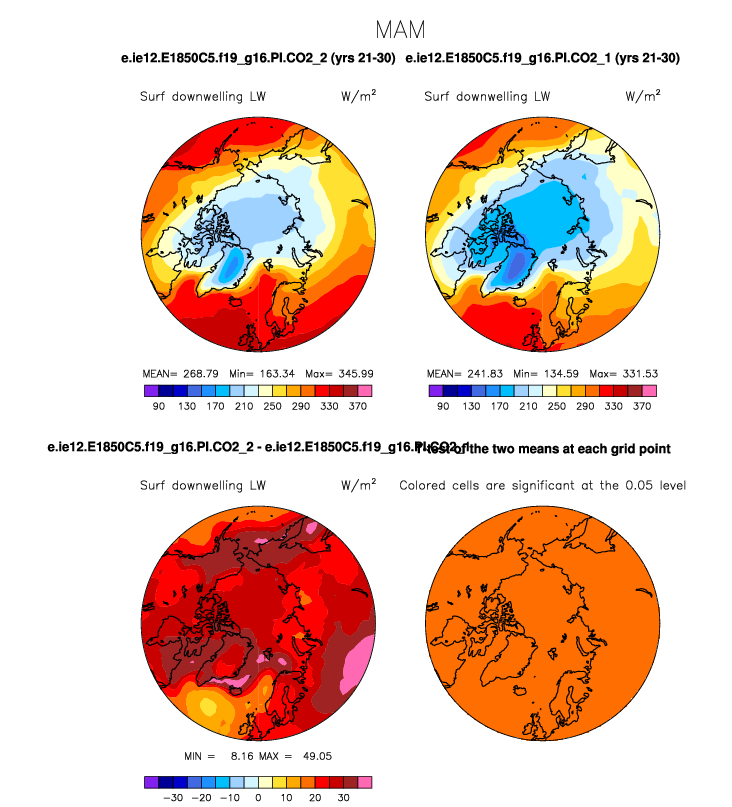 MAM
e.ie12.E1850C5.f19_g16.PI.CO2_2 (yrs 21-30) e.ie12.E1850C5.f19_g16.PI.CO2_1 (yrs 21-30)
Surf downwelling LW W/m² Surf downwelling LW W/m²
MEAN= 268.79 Min= 163.34 Max= 345.99 MEAN= 241.83 Min= 134.59 Max= 331.53
90 130 170 210 250 290 330 370 90 130 170 210 250 290 330 370
e.ie12.E1850C5.f19_g16.PI.CO2_2 - e.ie12.E1850C5.f19_g16.PI.CO2_1 T-test of the two means at each grid point
Surf downwelling LW W/m² Colored cells are significant at the 0.05 level
MIN = 8.16 MAX = 49.05
-30 -20 -10 0 10 20 30